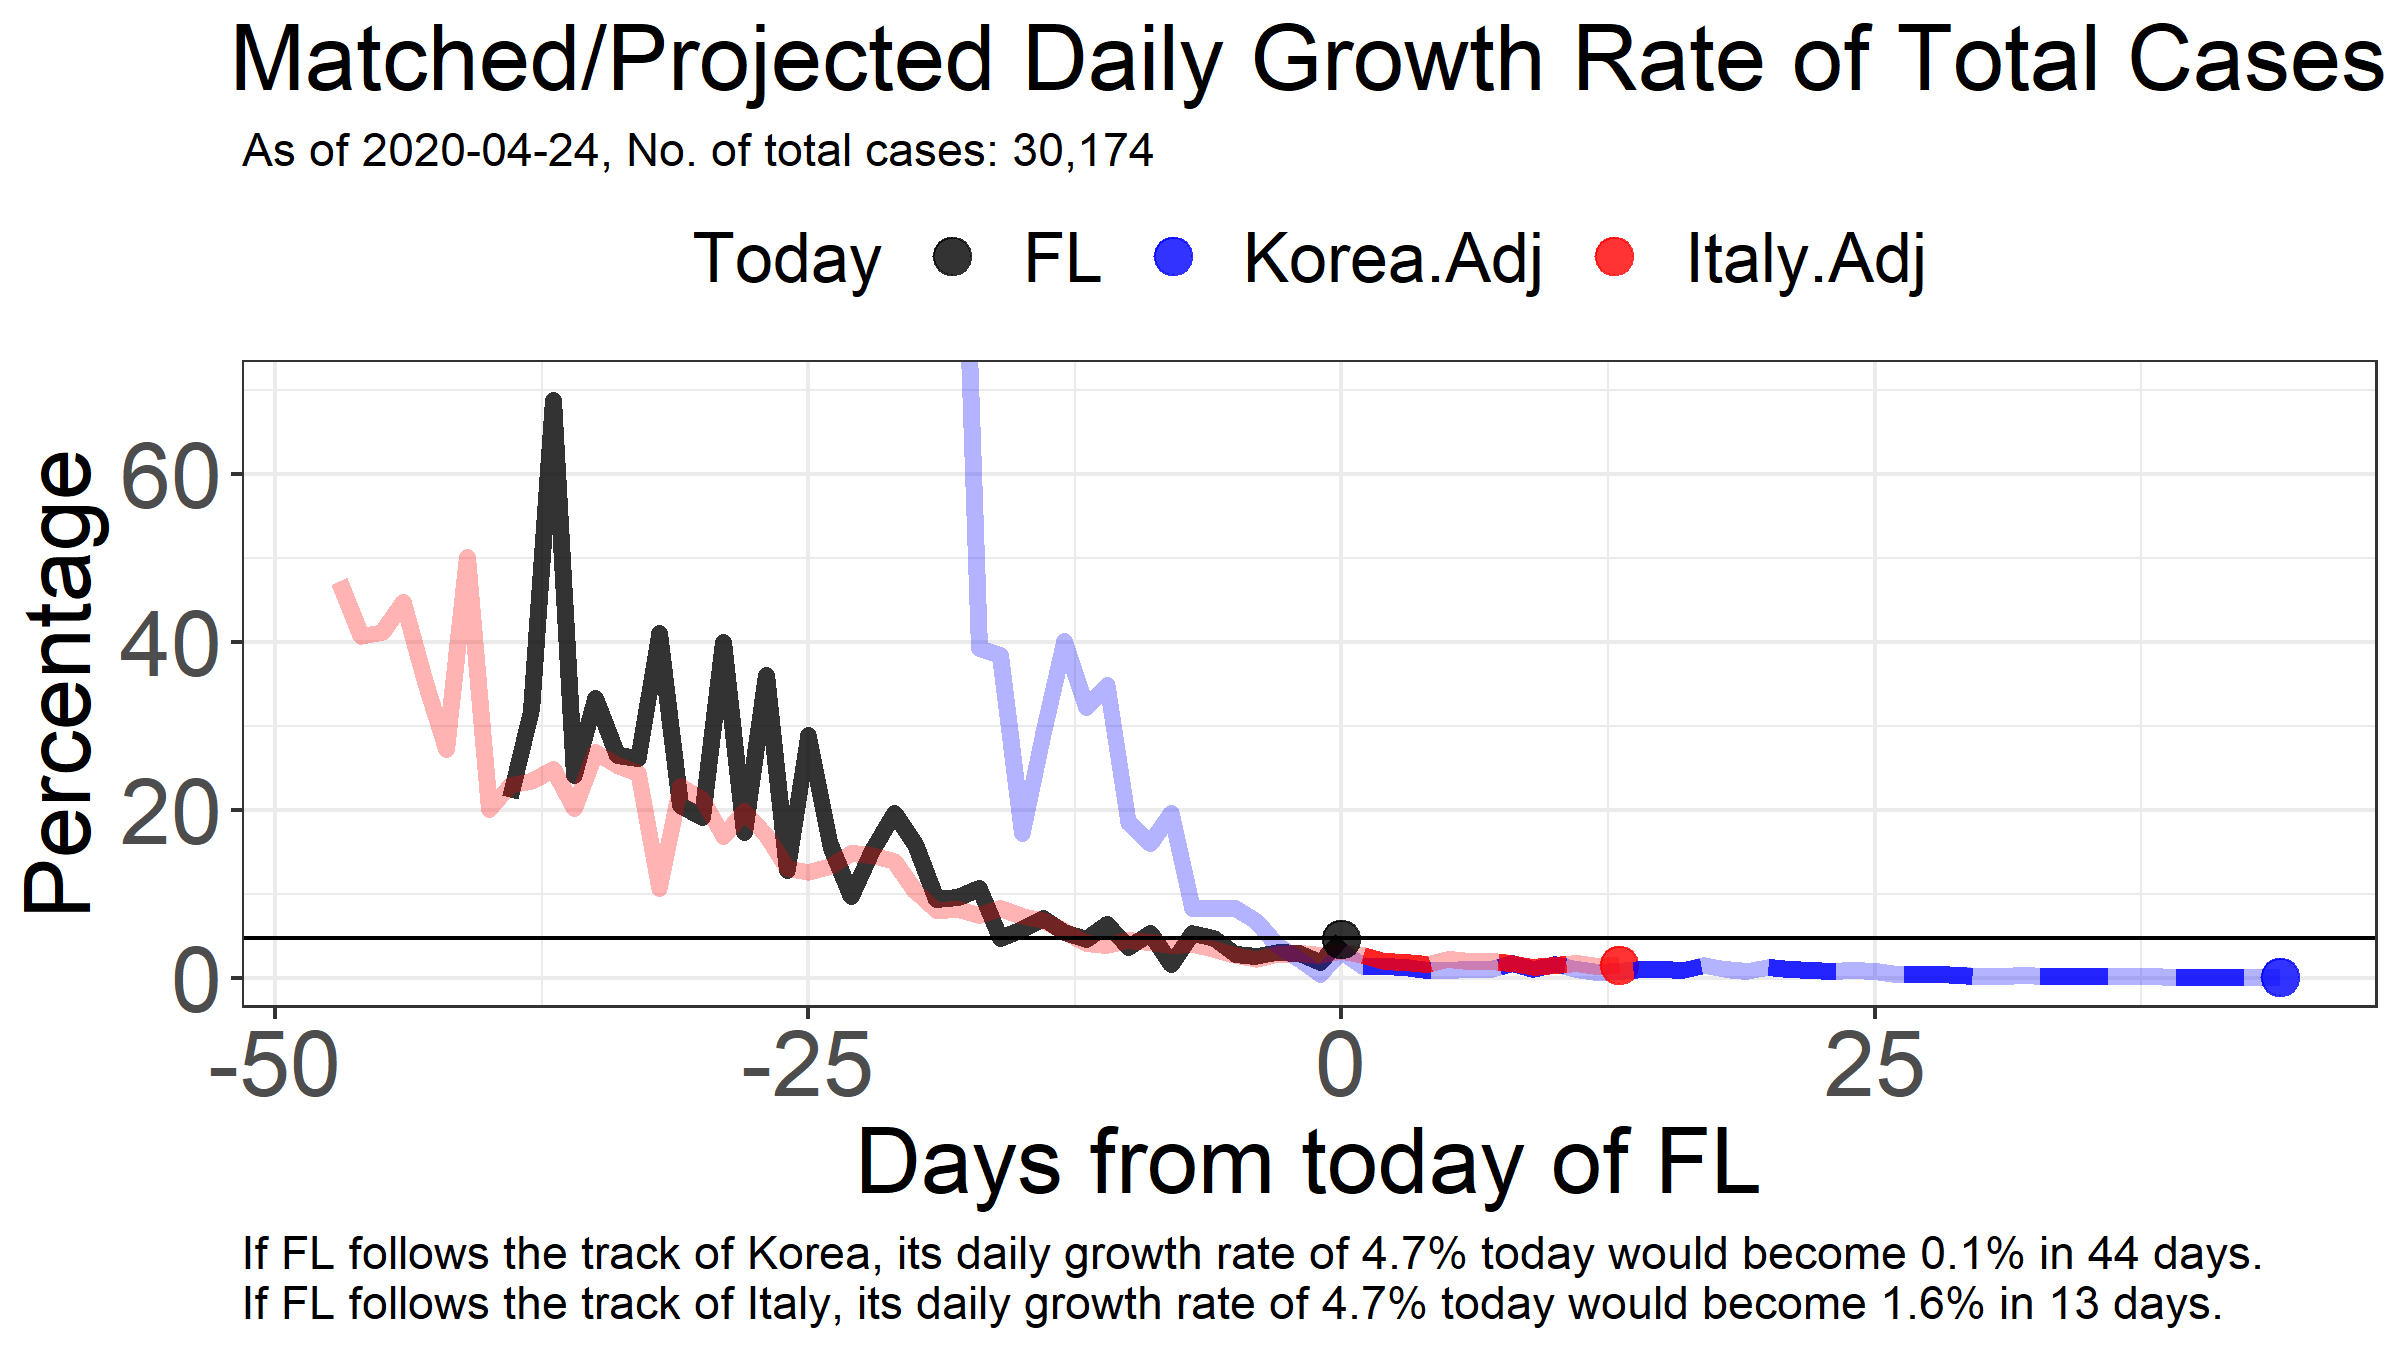 Matched/Projected Daily Growth Rate of Total Cases
As of 2020-04-24, No. of total cases: 30,174
Today FL Korea.Adj Italy.Adj
Percentage
60
40
20
0
-50 -25 0 25
Days from today of FL
If FL follows the track of Korea, its daily growth rate of 4.7% today would become 0.1% in 44 days.
If FL follows the track of Italy, its daily growth rate of 4.7% today would become 1.6% in 13 days.